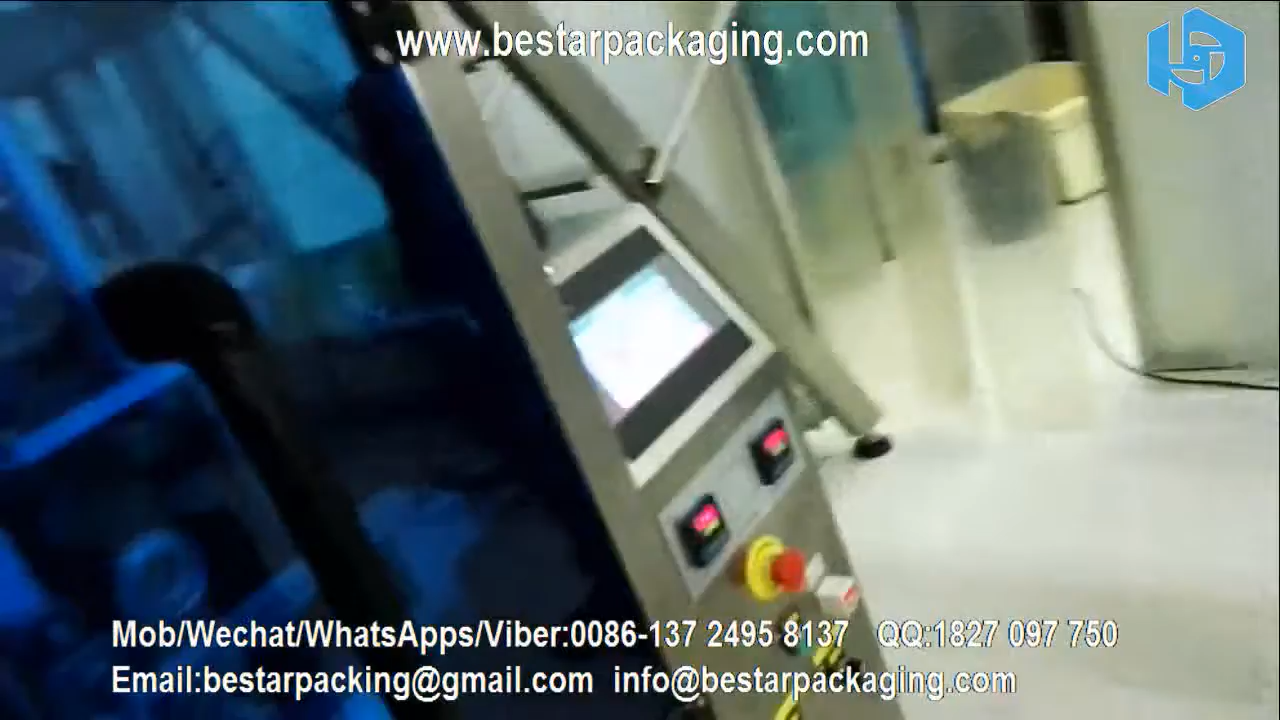 www.bestarpackaging.com
Mob/Wechat/WhatsApps/Viber:0086-137 2495 8137 QQ:1827 097 750
Email:bestarpacking@gmail.com info@bestarpackaging.com